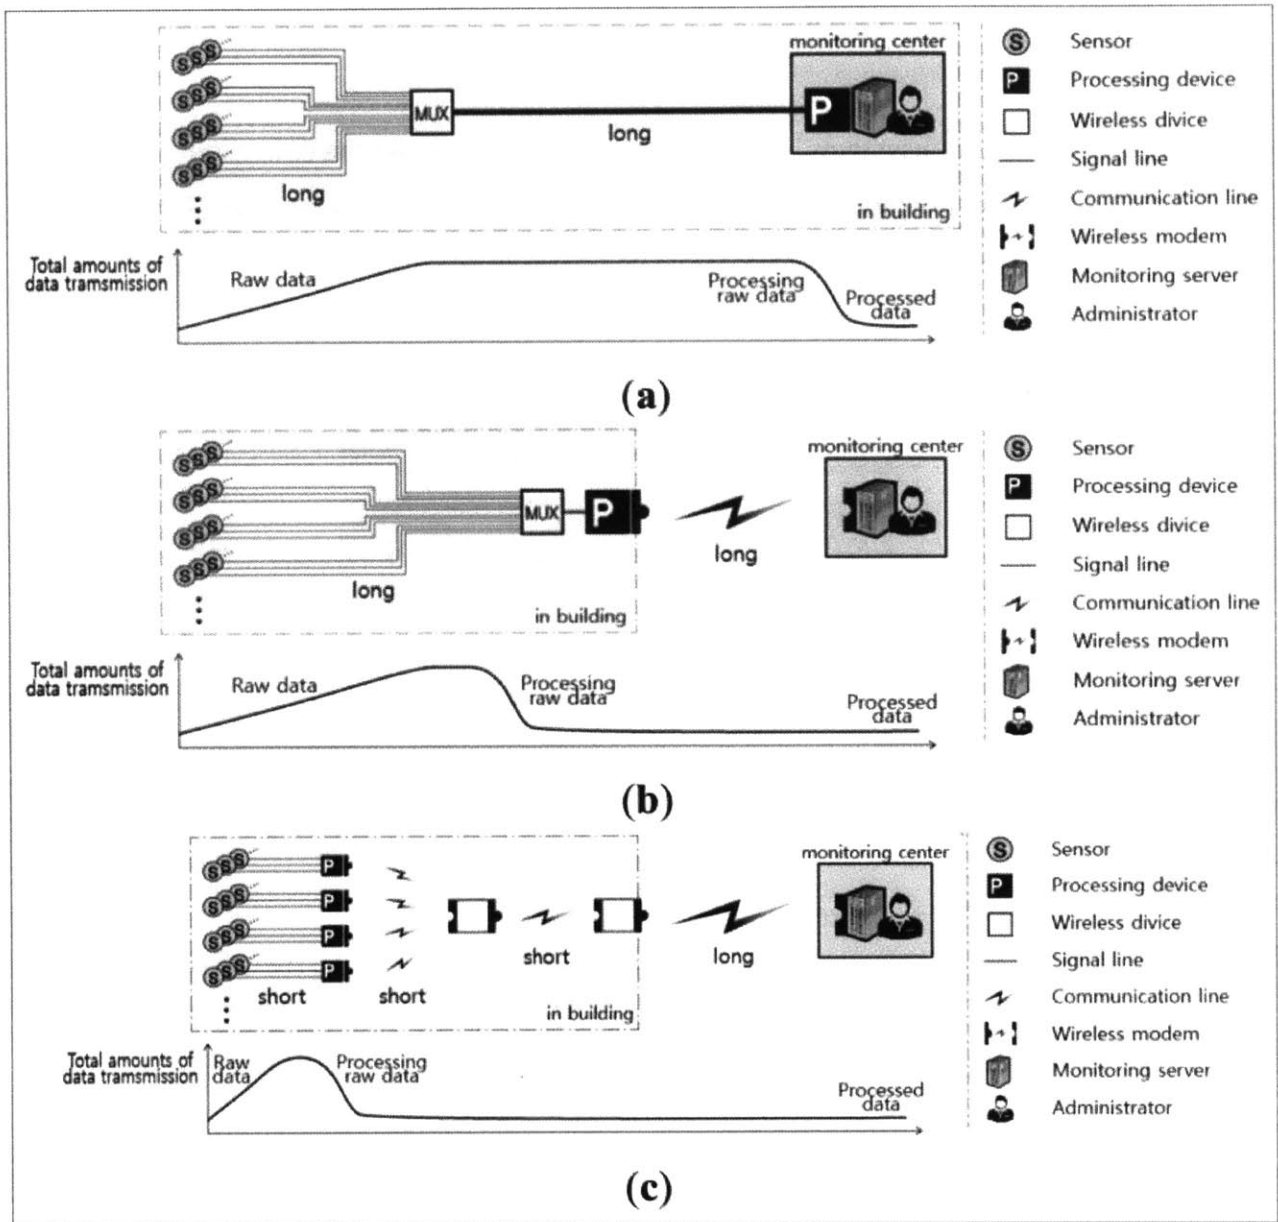 monitoring center
S S S
S S S
S S S
S S S
MUX
P
long
long
in building
S Sensor
P Processing device
Wireless divice
Signal line
Communication line
Wireless modem
Monitoring server
Administrator
Total amounts of
data tramsmission
Raw data
Processing
raw data
Processed
data
(a)
monitoring center
S S S
S S S
S S S
S S S
MUX
P
long
long
in building
S Sensor
P Processing device
Wireless divice
Signal line
Communication line
Wireless modem
Monitoring server
Administrator
Total amounts of
data tramsmission
Raw data
Processing
raw data
Processed
data
(b)
monitoring center
S S S P
S S S P
S S S P
S S S P
short
short
short
long
in building
S Sensor
P Processing device
Wireless divice
Signal line
Communication line
Wireless modem
Monitoring server
Administrator
Total amounts of
data tramsmission
Raw
data
Processing
raw data
Processed
data
(c)